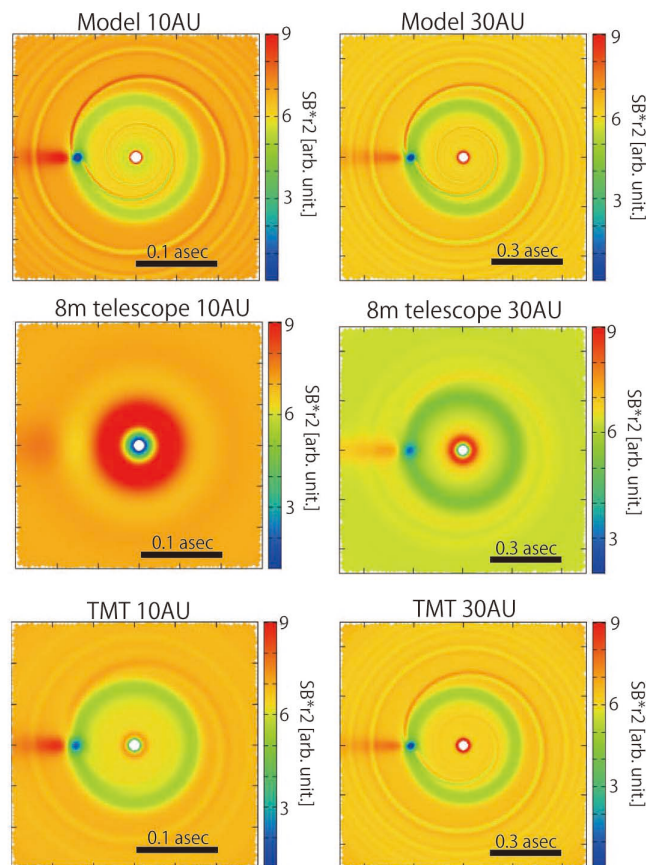 Model 10AU
Model 30AU
9
6
3
SB*r2 [arb. unit.]
0.1 asec
9
6
3
SB*r2 [arb. unit.]
0.3 asec
8m telescope 10AU
8m telescope 30AU
9
6
3
SB*r2 [arb. unit.]
0.1 asec
9
6
3
SB*r2 [arb. unit.]
0.3 asec
TMT 10AU
TMT 30AU
9
6
3
SB*r2 [arb. unit.]
0.1 asec
9
6
3
SB*r2 [arb. unit.]
0.3 asec